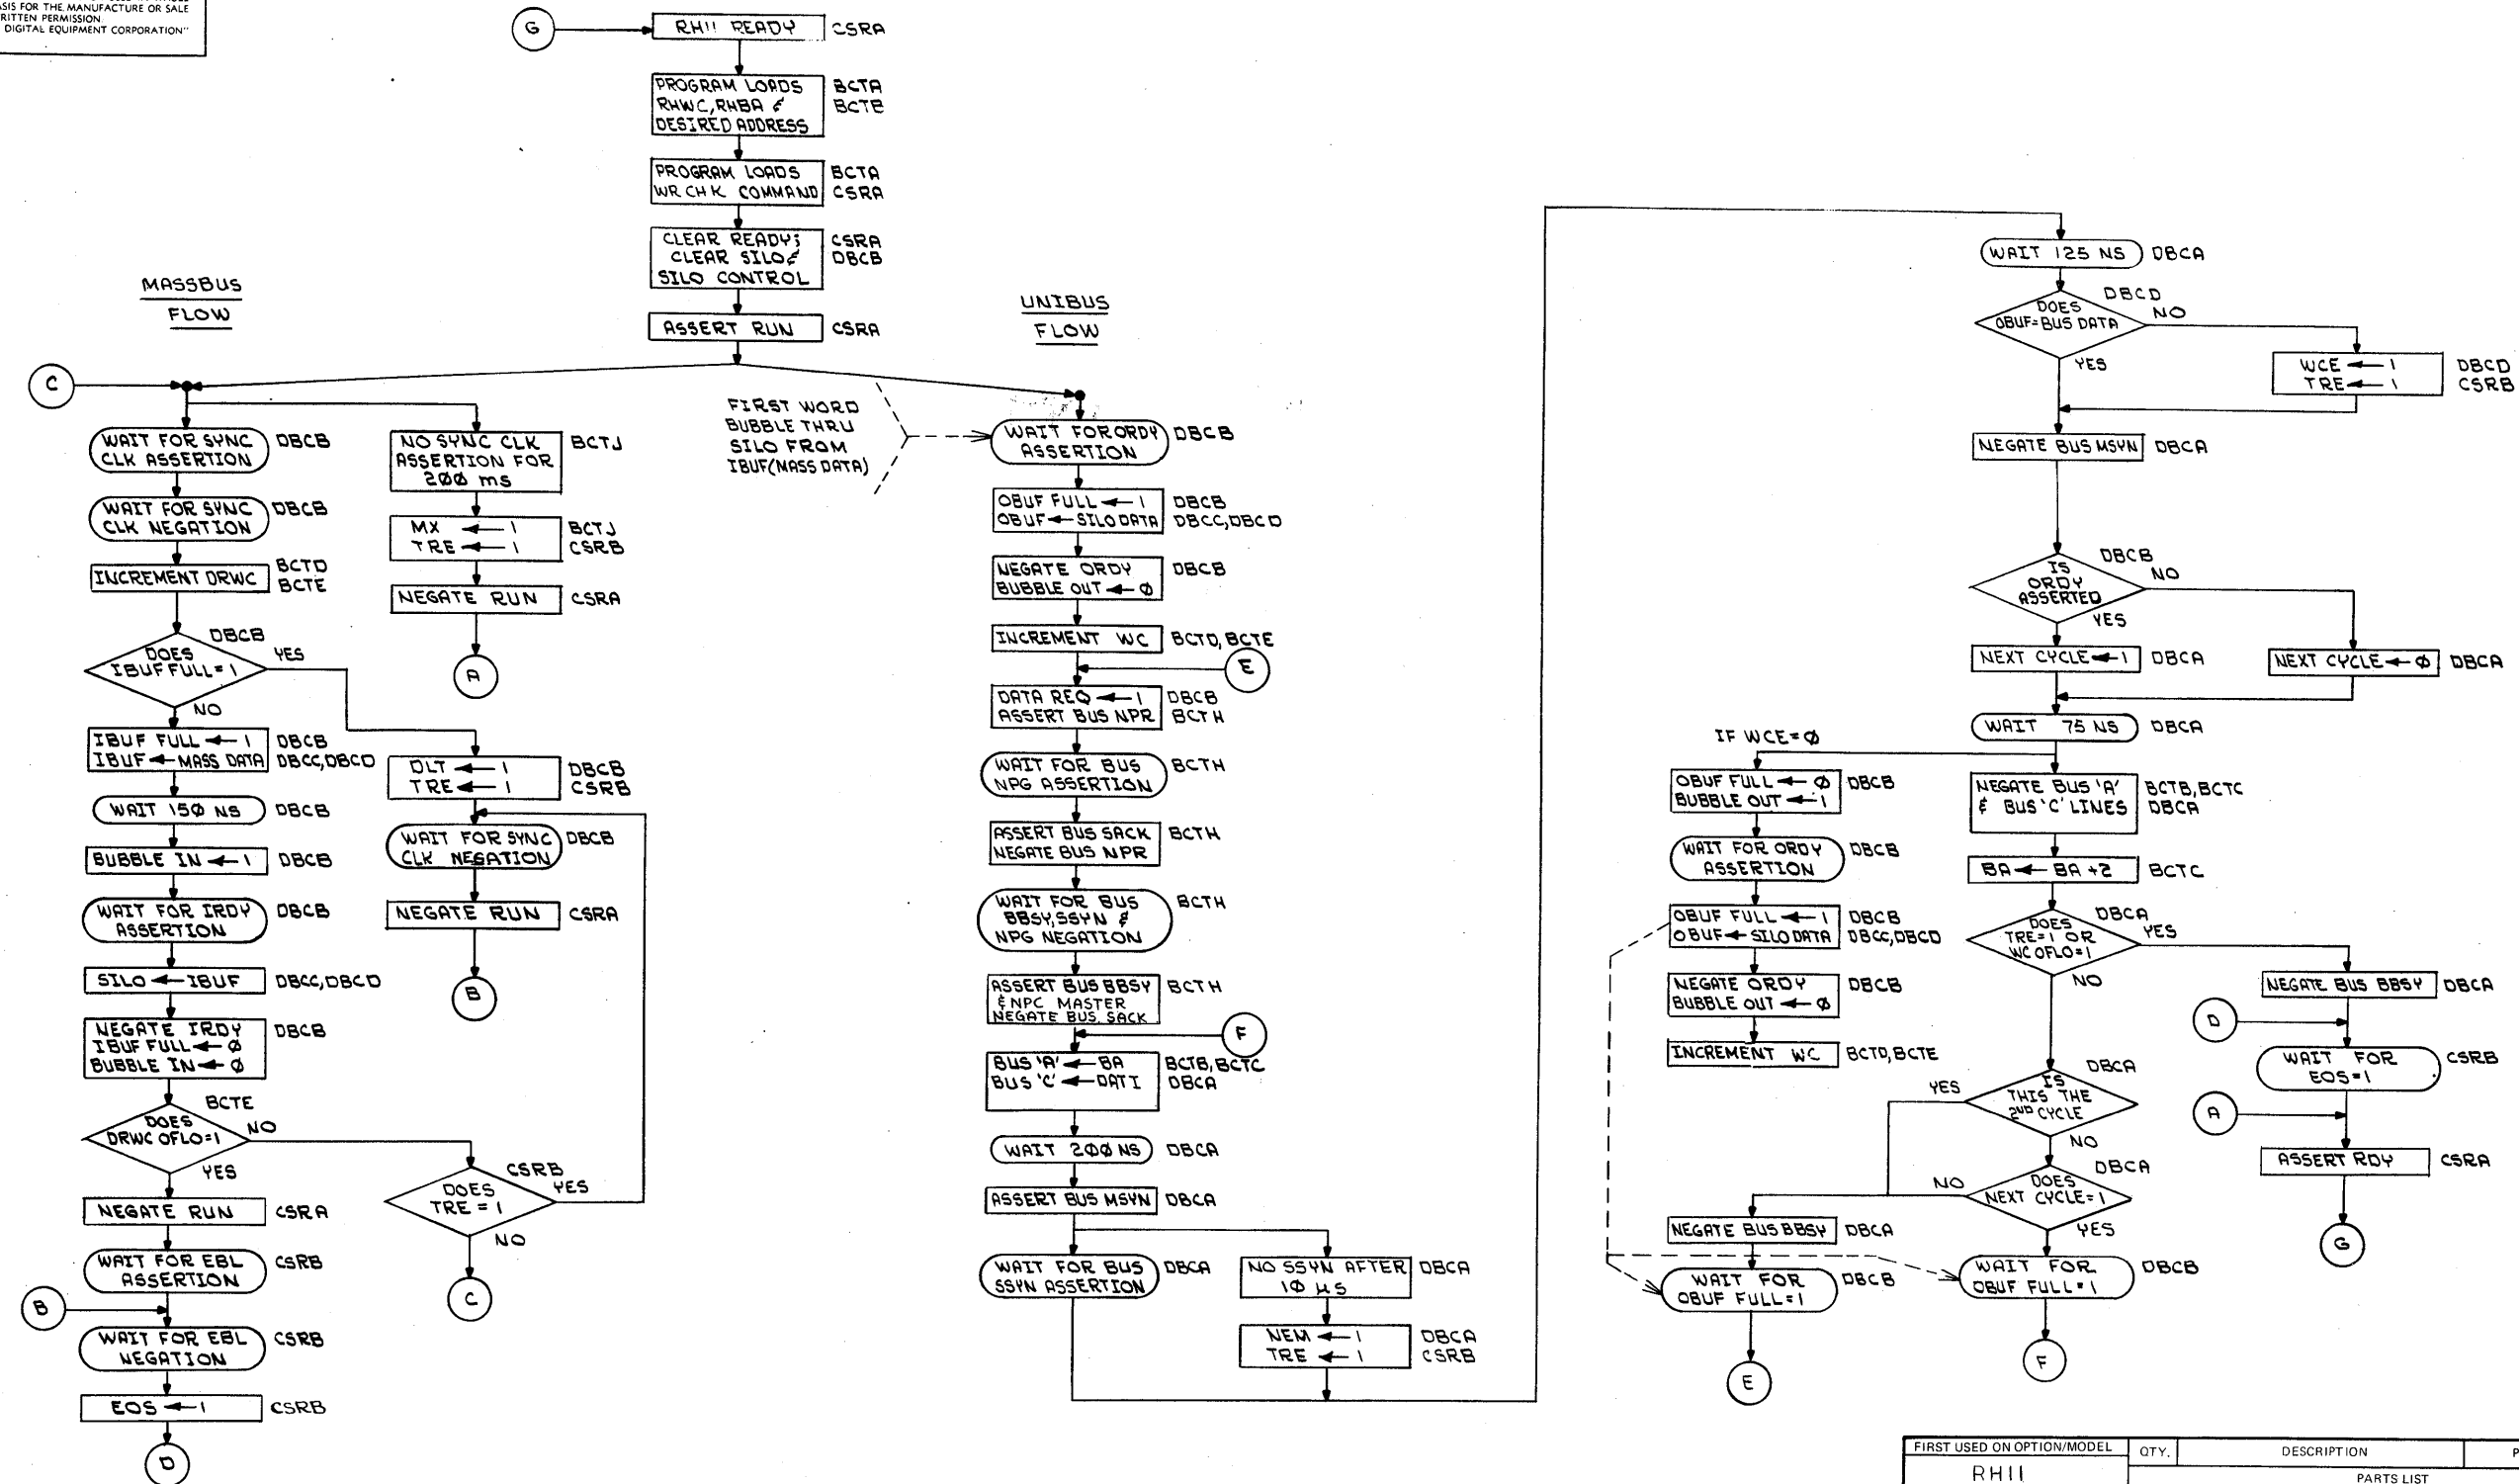 ASIS FOR THE MANUFACTURE OR SALE
RITTEN PERMISSION.
DIGITAL EQUIPMENT CORPORATION"
G
RH11 READY CSRA
PROGRAM LOADS BCTA
RHWC,RHBA & BCTB
DESIRED ADDRESS
PROGRAM LOADS BCTA
WR CHK COMMAND CSRA
CLEAR READY; CSRA
CLEAR SILO & DBCB
SILO CONTROL
ASSERT RUN CSRA
MASSBUS
FLOW
C
WAIT FOR SYNC DBCB
CLK ASSERTION
WAIT FOR SYNC DBCB
CLK NEGATION
INCREMENT DRWC BCTD
BCTE
DBCB
DOES
IBUF FULL=1
YES
NO
IBUF FULL ← 1 DBCB
IBUF ← MASS DATA DBCC,DBCD
WAIT 150 NS DBCB
BUBBLE IN ← 1 DBCB
WAIT FOR IRDY DBCB
ASSERTION
SILO ← IBUF DBCC,DBCD
NEGATE IRDY DBCB
IBUF FULL ← Ø
BUBBLE IN ← Ø
BCTE
DOES
DRWC OFLO=1
NO
YES
NEGATE RUN CSRA
WAIT FOR EBL CSRB
ASSERTION
B
WAIT FOR EBL CSRB
NEGATION
EOS ← 1 CSRB
D
NO SYNC CLK BCTJ
ASSERTION FOR
2ØØ ms
MX ← 1 BCTJ
TRE ← 1 CSRB
NEGATE RUN CSRA
A
DLT ← 1 DBCB
TRE ← 1 CSRB
WAIT FOR SYNC DBCB
CLK NEGATION
NEGATE RUN CSRA
B
CSRB
DOES
TRE = 1
YES
NO
C
UNIBUS
FLOW
FIRST WORD
BUBBLE THRU
SILO FROM
IBUF(MASS DATA)
WAIT FOR ORDY DBCB
ASSERTION
OBUF FULL ← 1 DBCB
OBUF ← SILO DATA DBCC,DBCD
NEGATE ORDY DBCB
BUBBLE OUT ← Ø
INCREMENT WC BCTD,BCTE
E
DATA REQ ← 1 DBCB
ASSERT BUS NPR BCTH
WAIT FOR BUS BCTH
NPG ASSERTION
ASSERT BUS SACK BCTH
NEGATE BUS NPR
WAIT FOR BUS BCTH
BBSY,SSYN &
NPG NEGATION
ASSERT BUS BBSY BCTH
& NPC MASTER
NEGATE BUS SACK
F
BUS 'A' ← BA BCTB,BCTC
BUS 'C' ← DATI DBCA
WAIT 2ØØ NS DBCA
ASSERT BUS MSYN DBCA
WAIT FOR BUS DBCA
SSYN ASSERTION
NO SSYN AFTER DBCA
1Ø µs
NEM ← 1 DBCA
TRE ← 1 CSRB
WAIT 125 NS DBCA
DBCD
DOES
OBUF=BUS DATA
NO
YES
WCE ← 1 DBCD
TRE ← 1 CSRB
NEGATE BUS MSYN DBCA
DBCB
IS
ORDY
ASSERTED
NO
YES
NEXT CYCLE ← 1 DBCA
NEXT CYCLE ← Ø DBCA
WAIT 75 NS DBCA
IF WCE=Ø
OBUF FULL ← Ø DBCB
BUBBLE OUT ← 1
WAIT FOR ORDY DBCB
ASSERTION
OBUF FULL ← 1 DBCB
OBUF ← SILO DATA DBCC,DBCD
NEGATE ORDY DBCB
BUBBLE OUT ← Ø
INCREMENT WC BCTD,BCTE
NEGATE BUS 'A' BCTB,BCTC
& BUS 'C' LINES DBCA
BA ← BA +2 BCTC
DBCA
DOES
TRE=1 OR
WC OFLO=1
YES
NO
NEGATE BUS BBSY DBCA
D
WAIT FOR CSRB
EOS=1
A
ASSERT RDY CSRA
G
DBCA
IS
THIS THE
2ND CYCLE
YES
NO
DBCA
DOES
NEXT CYCLE=1
NO
YES
NEGATE BUS BBSY DBCA
WAIT FOR DBCB
OBUF FULL=1
E
WAIT FOR DBCB
OBUF FULL=1
F
FIRST USED ON OPTION/MODEL QTY. DESCRIPTION P
RH11 PARTS LIST